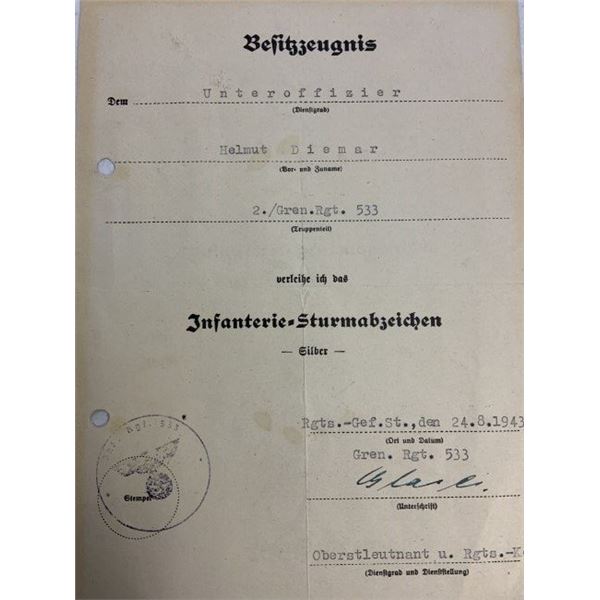 Besitzzeugnis
Dem Unteroffizier
(Dienstgrad)
Helmut Diemar
(Vor- und Zuname)
2./Gren.Rgt. 533
(Truppenteil)
verleihe ich das
Infanterie-Sturmabzeichen
— Silber —
Rgts.-Gef.St., den 24.8.1943
(Ort und Datum)
Gren. Rgt. 533
(Unterschrift)
Oberstleutnant u. Rgts.-K
(Dienstgrad und Dienststellung)
Rgt. 533
Stempel